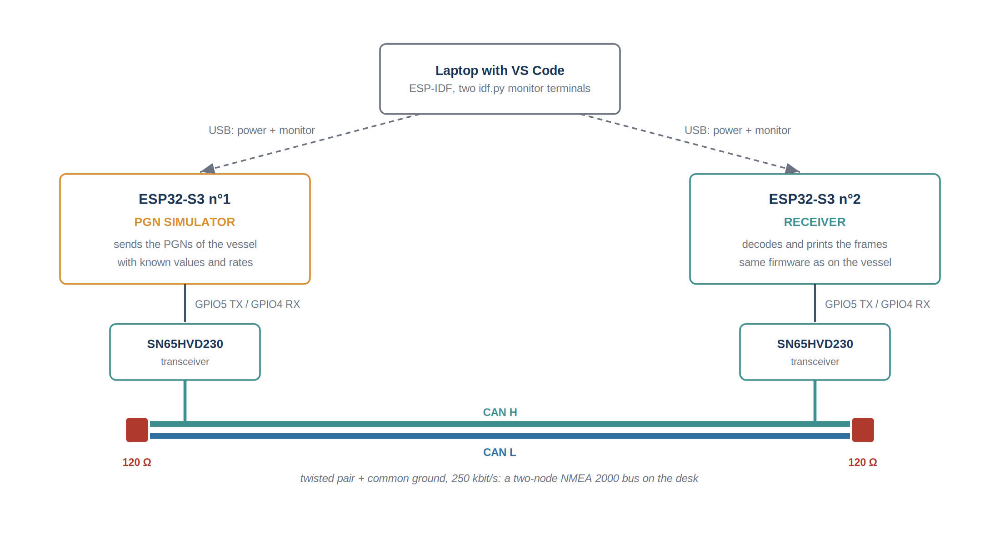 Laptop with VS Code
ESP-IDF, two idf.py monitor terminals
USB: power + monitor
USB: power + monitor
ESP32-S3 n°1
PGN SIMULATOR
sends the PGNs of the vessel
with known values and rates
ESP32-S3 n°2
RECEIVER
decodes and prints the frames
same firmware as on the vessel
GPIO5 TX / GPIO4 RX
GPIO5 TX / GPIO4 RX
SN65HVD230
transceiver
SN65HVD230
transceiver
CAN H
CAN L
120 Ω
120 Ω
twisted pair + common ground, 250 kbit/s: a two-node NMEA 2000 bus on the desk